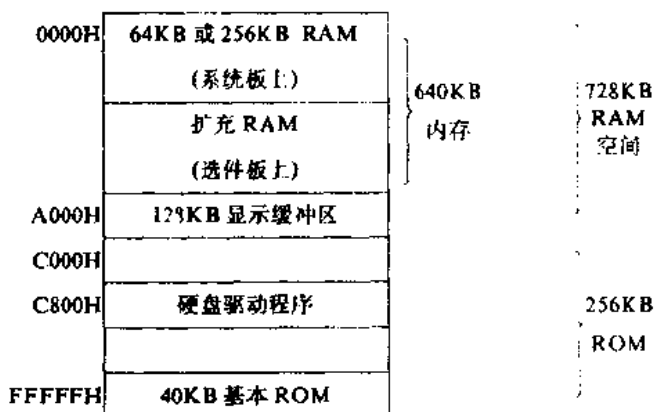 0000H 64KB 或 256KB RAM
(系统板上)
扩充 RAM
(选件板上)
640KB
内存
728KB
RAM
空间
A000H 128KB 显示缓冲区
C000H
C800H 硬盘驱动程序
256KB
ROM
FFFFFH 40KB 基本 ROM